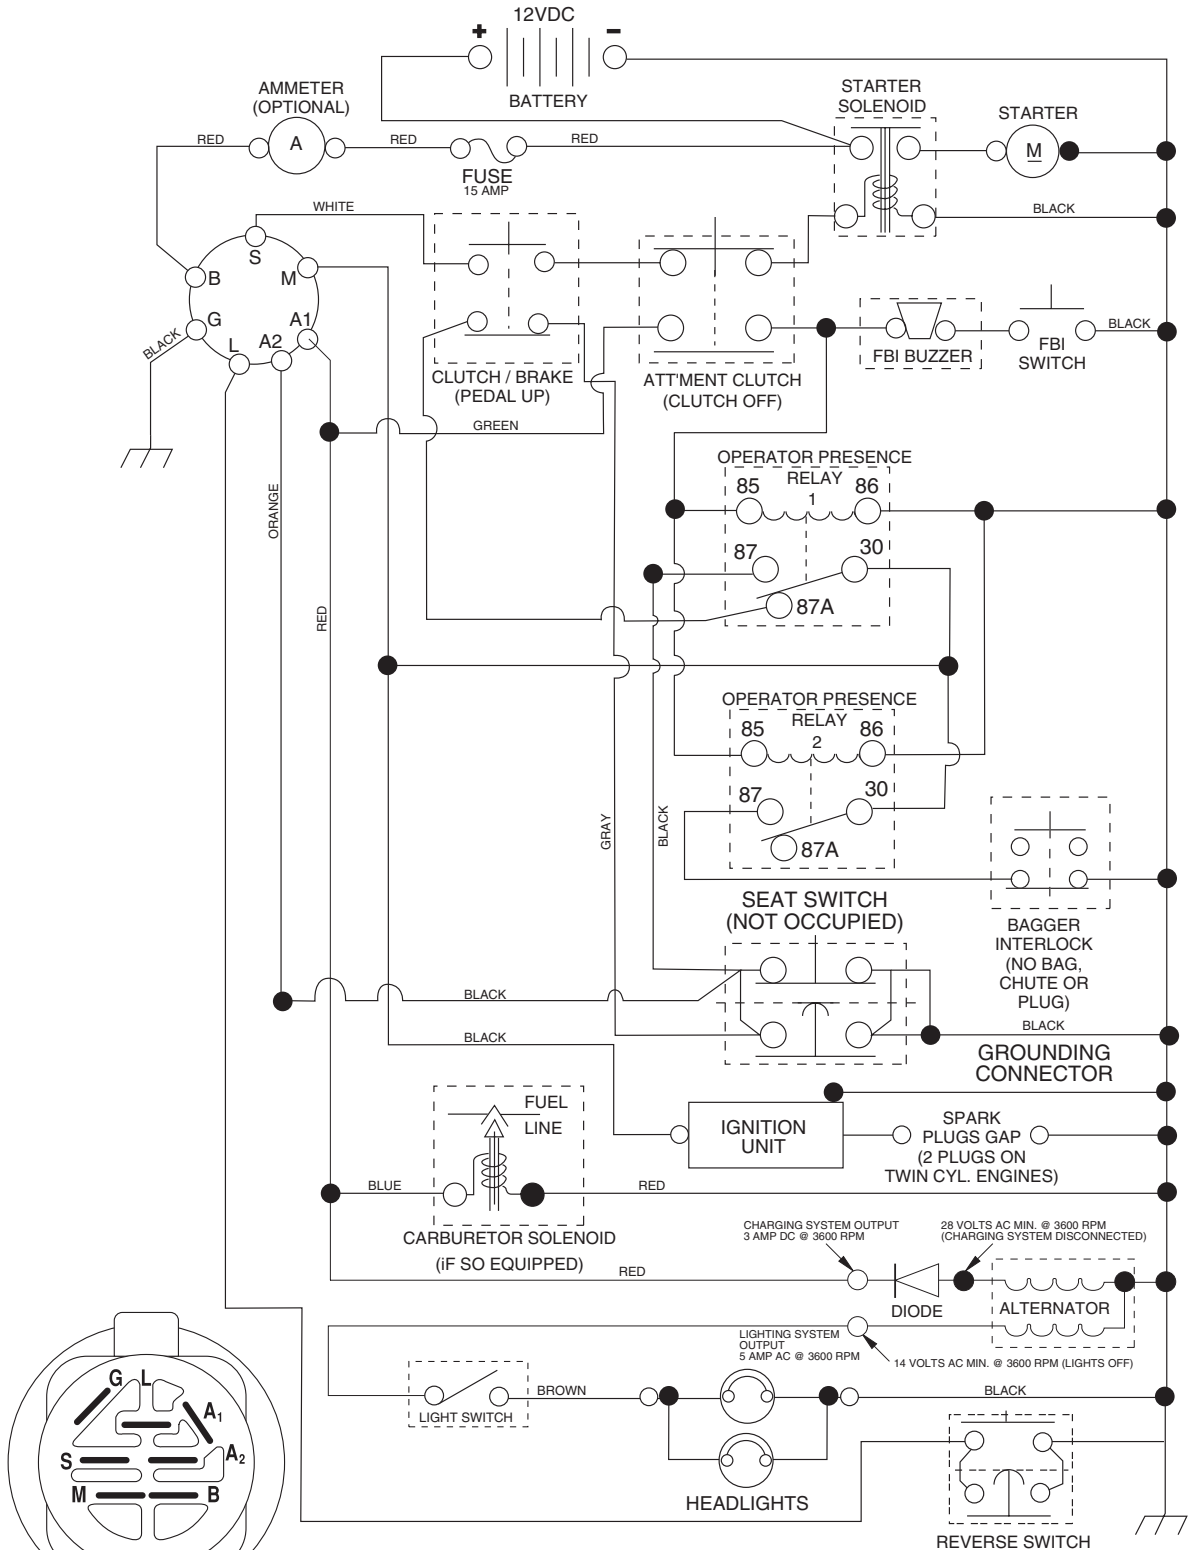 12VDC
+
–
BATTERY
AMMETER
(OPTIONAL)
A
RED
RED
FUSE
15 AMP
RED
STARTER
SOLENOID
STARTER
M
WHITE
BLACK
S
B
M
G
A1
A2
L
BLACK
CLUTCH / BRAKE
(PEDAL UP)
ATT'MENT CLUTCH
(CLUTCH OFF)
FBI BUZZER
FBI
SWITCH
BLACK
GREEN
ORANGE
RED
OPERATOR PRESENCE
RELAY
1
85
86
87
30
87A
OPERATOR PRESENCE
RELAY
2
85
86
87
30
87A
GRAY
BLACK
SEAT SWITCH
(NOT OCCUPIED)
BAGGER
INTERLOCK
(NO BAG,
CHUTE OR
PLUG)
BLACK
BLACK
BLACK
GROUNDING
CONNECTOR
FUEL
LINE
IGNITION
UNIT
SPARK
PLUGS GAP
(2 PLUGS ON
TWIN CYL. ENGINES)
BLUE
RED
CARBURETOR SOLENOID
(iF SO EQUIPPED)
CHARGING SYSTEM OUTPUT
3 AMP DC @ 3600 RPM
28 VOLTS AC MIN. @ 3600 RPM
(CHARGING SYSTEM DISCONNECTED)
RED
DIODE
ALTERNATOR
LIGHTING SYSTEM
OUTPUT
5 AMP AC @ 3600 RPM
14 VOLTS AC MIN. @ 3600 RPM (LIGHTS OFF)
BROWN
LIGHT SWITCH
BLACK
HEADLIGHTS
REVERSE SWITCH
G
L
A1
S
A2
M
B